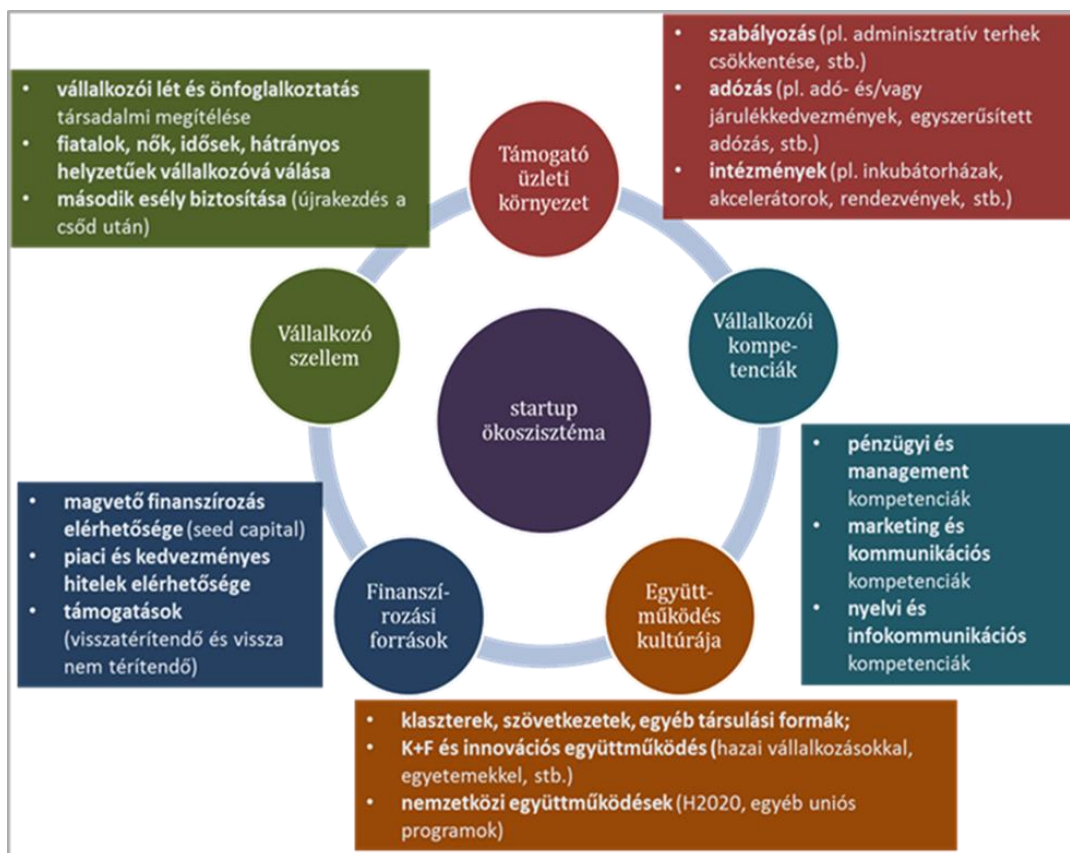 • vállalkozói lét és önfoglalkoztatás
társadalmi megítélése
• fiatalok, nők, idősek, hátrányos
helyzetűek vállalkozóvá válása
• második esély biztosítása (újrakezdés a
csőd után)
• szabályozás (pl. adminisztratív terhek
csökkentése, stb.)
• adózás (pl. adó- és/vagy
járulékkedvezmények, egyszerűsített
adózás, stb.)
• intézmények (pl. inkubátorházak,
akcelerátorok, rendezvények, stb.)
Támogató
üzleti
környezet
Vállalkozó
szellem
Vállalkozói
kompe-
tenciák
startup
ökoszisztéma
• magvető finanszírozás
elérhetősége (seed capital)
• piaci és kedvezményes
hitelek elérhetősége
• támogatások
(visszatérítendő és vissza
nem térítendő)
Finanszí-
rozási
források
Együtt-
működés
kultúrája
• pénzügyi és
management
kompetenciák
• marketing és
kommunikációs
kompetenciák
• nyelvi és
infokommunikációs
kompetenciák
• klaszterek, szövetkezetek, egyéb társulási formák;
• K+F és innovációs együttműködés (hazai vállalkozásokkal,
egyetemekkel, stb.)
• nemzetközi együttműködések (H2020, egyéb uniós
programok)